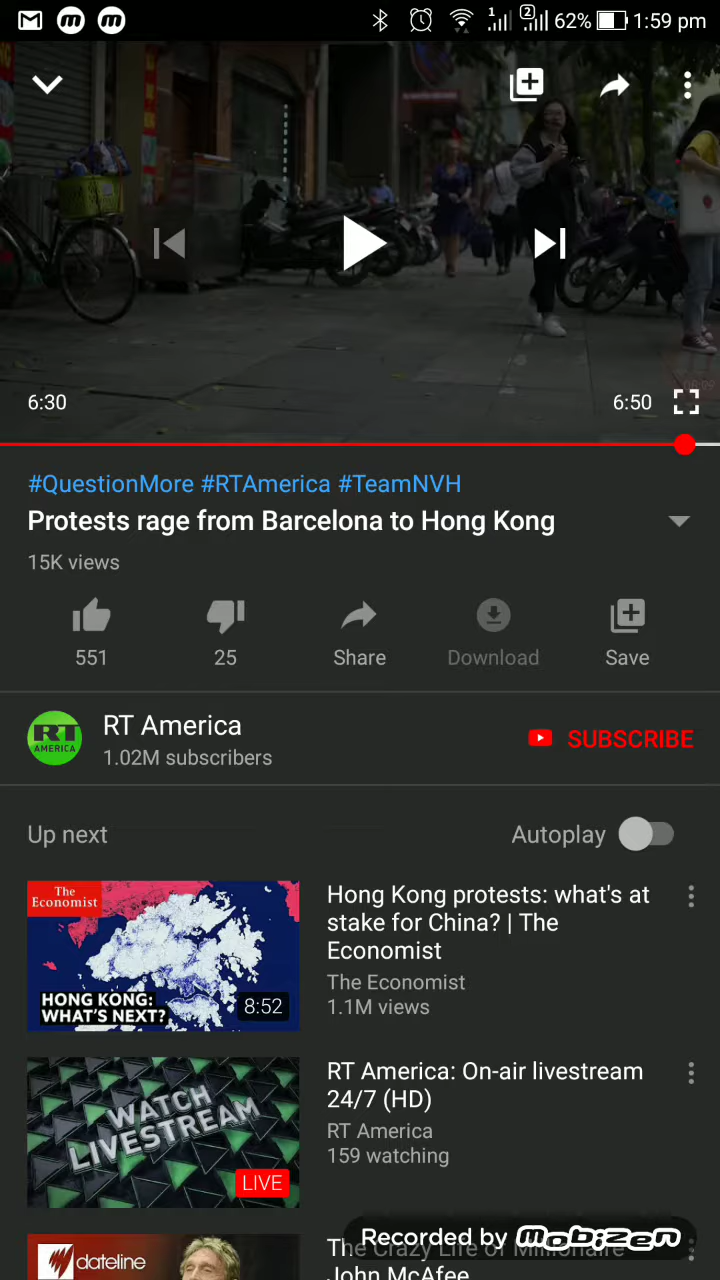 1 2 62% 1:59 pm
6:30 6:50
#QuestionMore #RTAmerica #TeamNVH
Protests rage from Barcelona to Hong Kong
15K views
551 25 Share Download Save
RT AMERICA
RT America
1.02M subscribers
SUBSCRIBE
Up next Autoplay
The Economist
HONG KONG:
WHAT'S NEXT?
8:52
Hong Kong protests: what's at
stake for China? | The
Economist
The Economist
1.1M views
WATCH
LIVESTREAM
LIVE
RT America: On-air livestream
24/7 (HD)
RT America
159 watching
dateline
The Crazy Life of Millionaire
John McAfee
Recorded by Mobizen